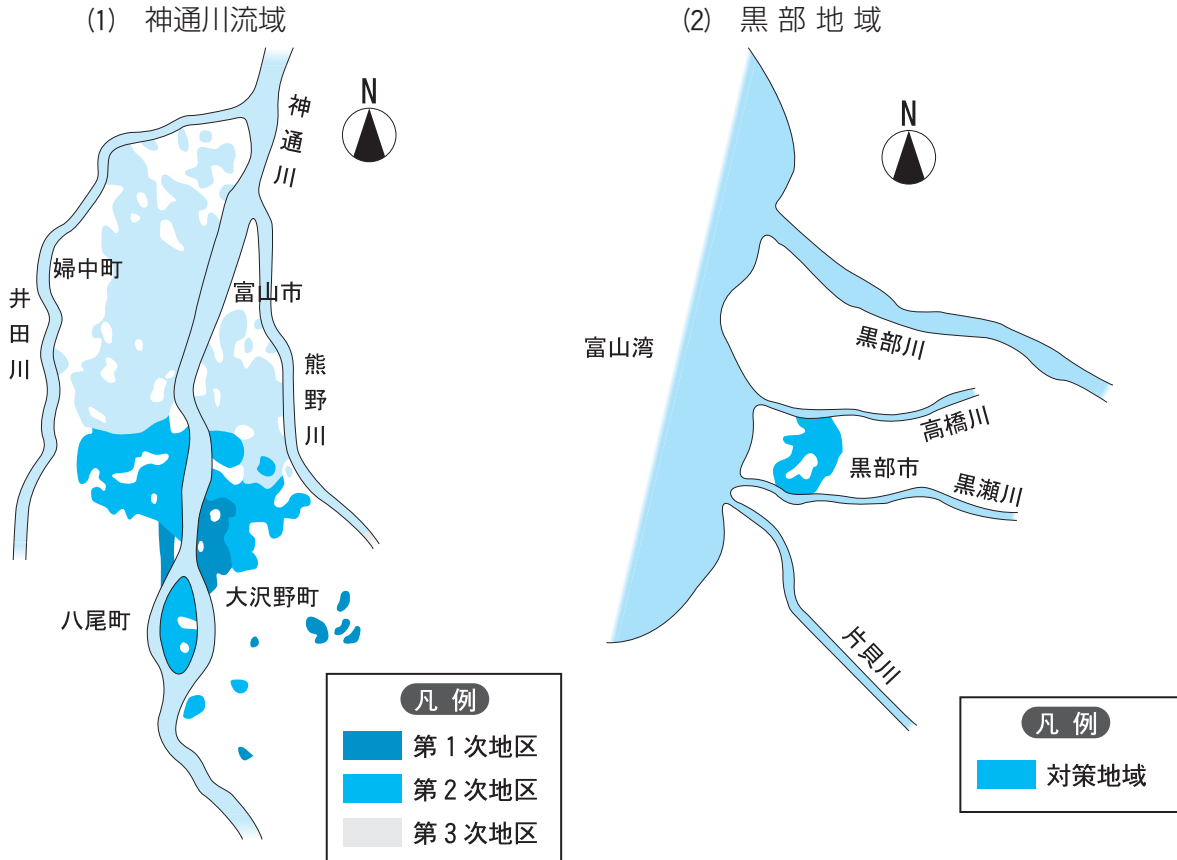 (1) 神通川流域
N
神通川
婦中町
富山市
井田川
熊野川
八尾町
大沢野町
凡例
第1次地区
第2次地区
第3次地区
(2) 黒部地域
N
富山湾
黒部川
高橋川
黒部市
黒瀬川
片貝川
凡例
対策地域